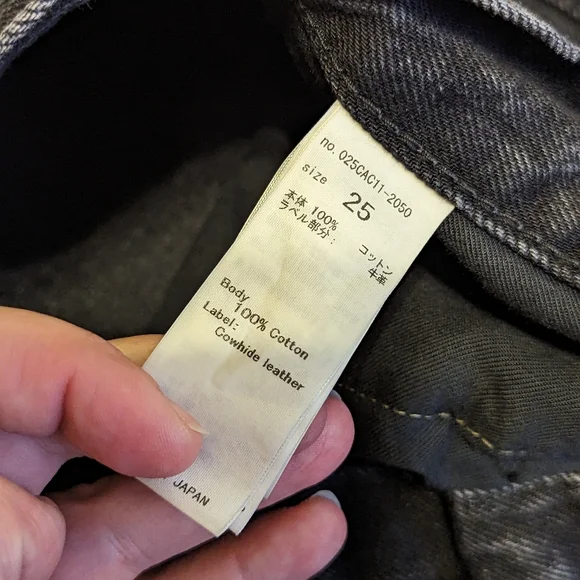 no. 025CAC11-2050
size 25
本体 100% コットン
ラベル部分: 牛革
Body
100% Cotton
Label:
Cowhide leather
JAPAN